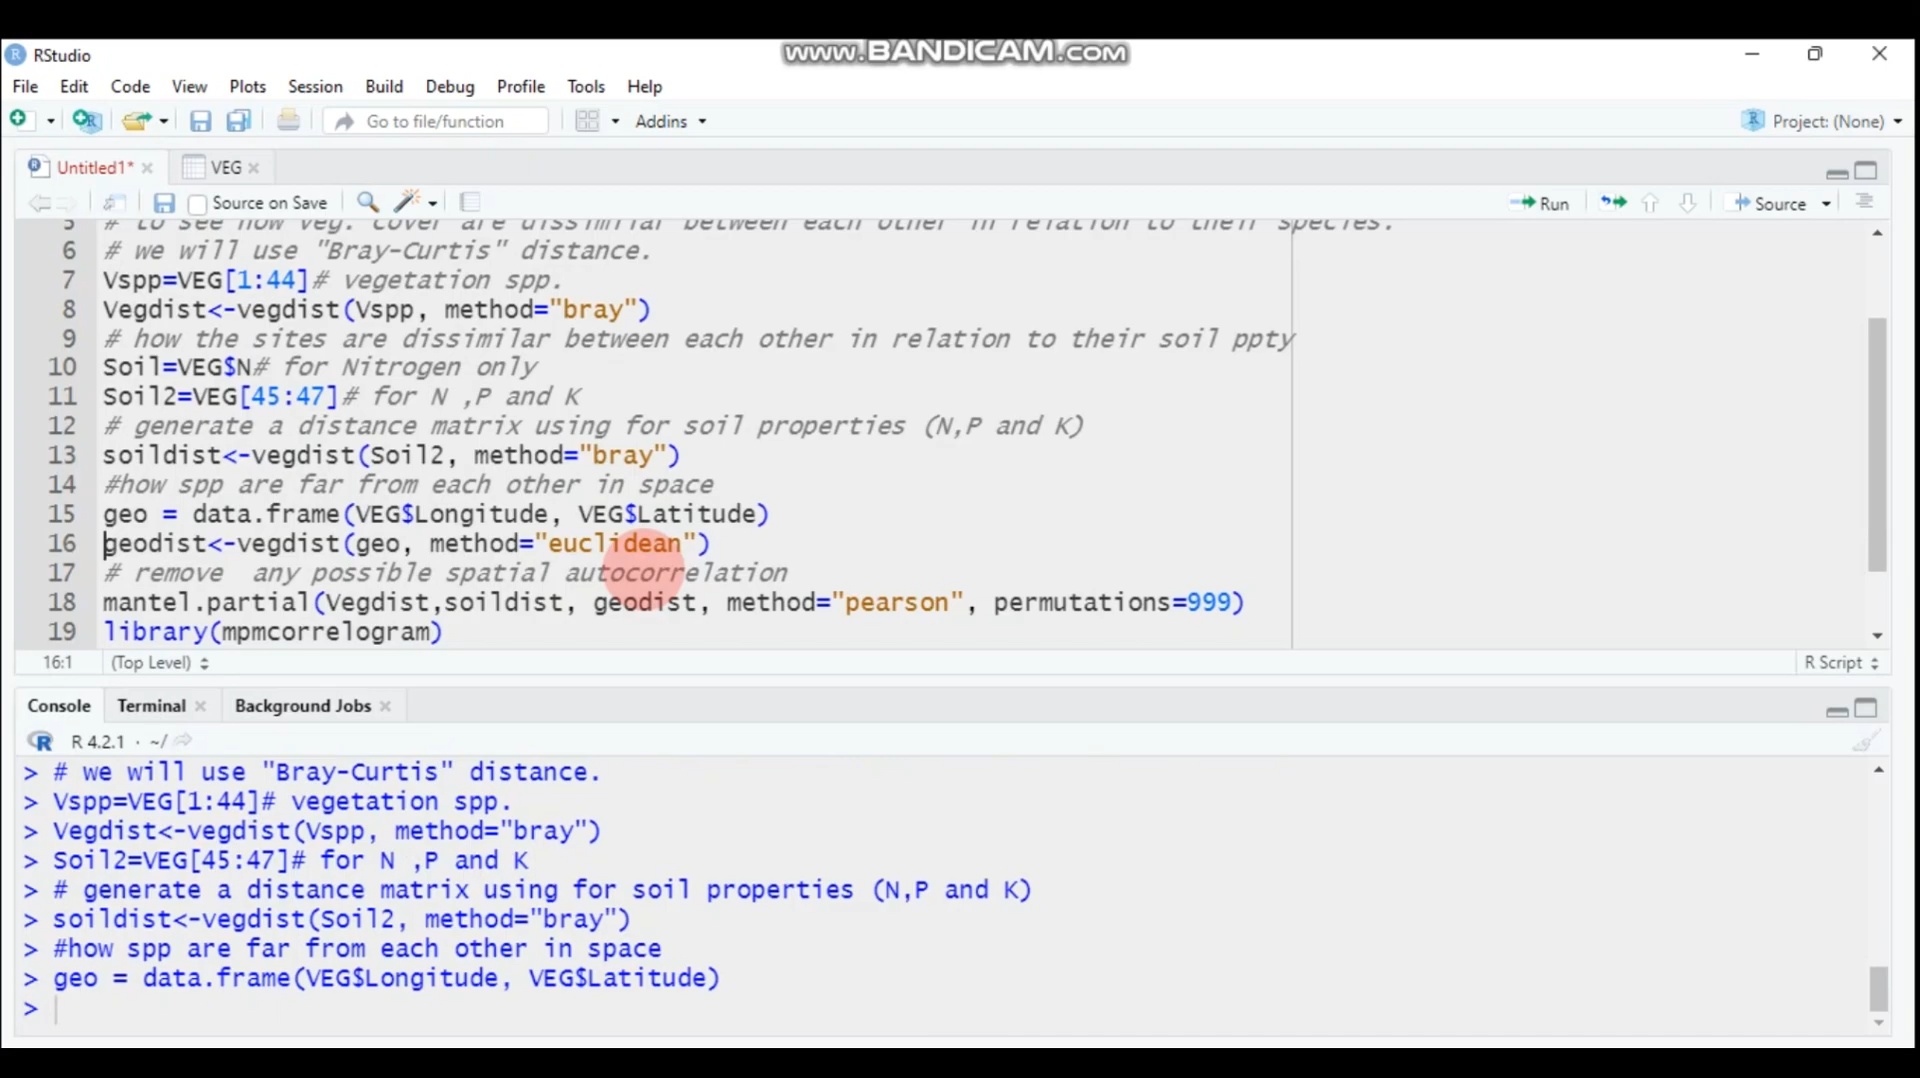 www.BANDICAM.com
RStudio
File Edit Code View Plots Session Build Debug Profile Tools Help
Go to file/function Addins Project: (None)
Untitled1* VEG
Source on Save Run Source
5 # to see how veg. cover are dissimilar between each other in relation to their species.
6 # we will use "Bray-Curtis" distance.
7 Vspp=VEG[1:44]# vegetation spp.
8 Vegdist<-vegdist(Vspp, method="bray")
9 # how the sites are dissimilar between each other in relation to their soil ppty
10 Soil=VEG$N# for Nitrogen only
11 Soil2=VEG[45:47]# for N ,P and K
12 # generate a distance matrix using for soil properties (N,P and K)
13 soildist<-vegdist(Soil2, method="bray")
14 #how spp are far from each other in space
15 geo = data.frame(VEG$Longitude, VEG$Latitude)
16 geodist<-vegdist(geo, method="euclidean")
17 # remove  any possible spatial autocorrelation
18 mantel.partial(Vegdist,soildist, geodist, method="pearson", permutations=999)
19 library(mpmcorrelogram)
16:1 (Top Level) R Script
Console Terminal Background Jobs
R 4.2.1 · ~/
> # we will use "Bray-Curtis" distance.
> Vspp=VEG[1:44]# vegetation spp.
> Vegdist<-vegdist(Vspp, method="bray")
> Soil2=VEG[45:47]# for N ,P and K
> # generate a distance matrix using for soil properties (N,P and K)
> soildist<-vegdist(Soil2, method="bray")
> #how spp are far from each other in space
> geo = data.frame(VEG$Longitude, VEG$Latitude)
>